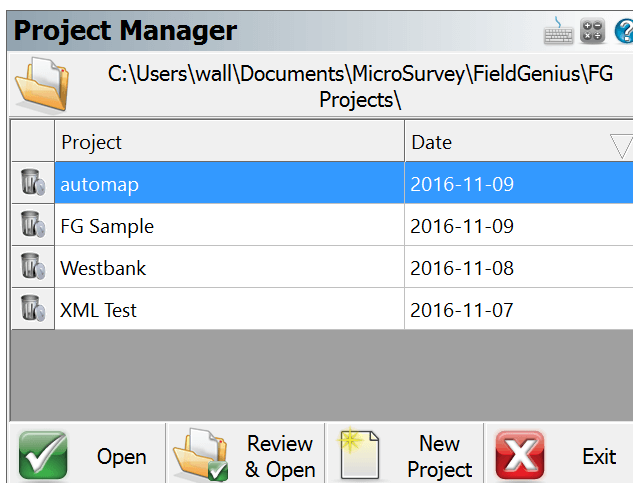 Project Manager
C:\Users\wall\Documents\MicroSurvey\FieldGenius\FG
Projects\
Project Date
automap 2016-11-09
FG Sample 2016-11-09
Westbank 2016-11-08
XML Test 2016-11-07
Open Review & Open New Project Exit